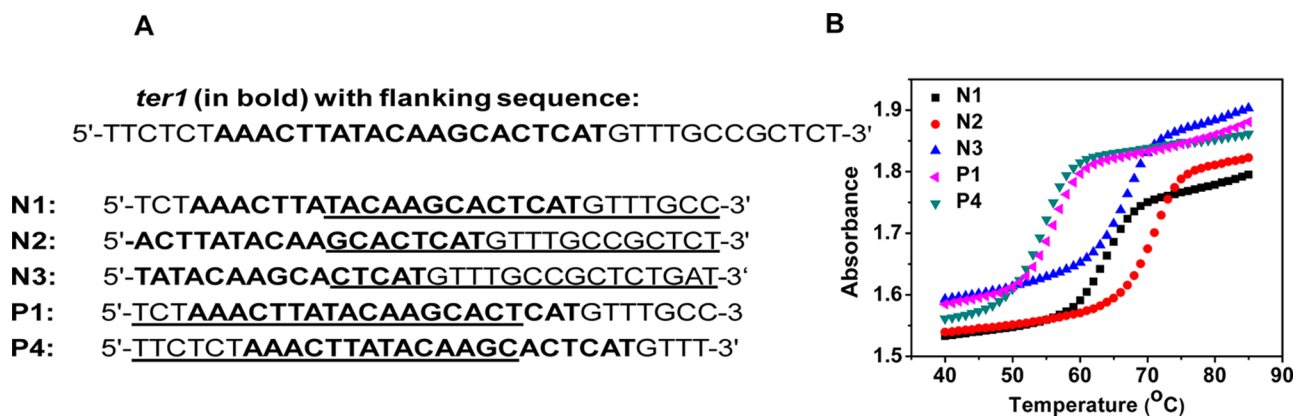 A
ter1 (in bold) with flanking sequence:
5'-TTCTCTAAACTTATACAAGCACTCATGTTTGCCGCTCT-3'
N1: 5'-TCTAAACTTATACAAGCACTCATGTTTGCC-3'
N2: 5'-ACTTATACAAGCACTCATGTTTGCCGCTCT-3'
N3: 5'-TATACAAGCACTCATGTTTGCCGCTCTGAT-3'
P1: 5'-TCTAAACTTATACAAGCACTCATGTTTGCC-3
P4: 5'-TTCTCTAAACTTATACAAGCACTCATGTTT-3'
B
N1
N2
N3
P1
P4
Absorbance
1.9
1.8
1.7
1.6
1.5
40 50 60 70 80 90
Temperature (°C)